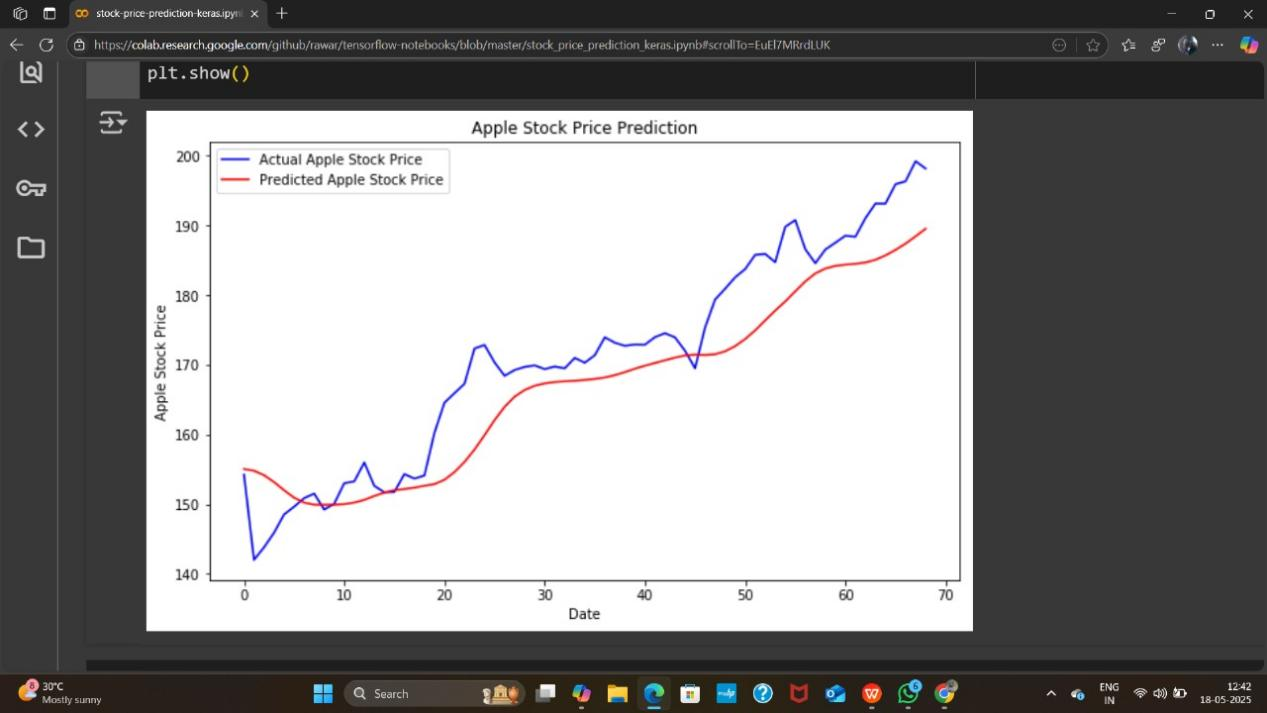 stock-price-prediction-keras.ipyn
https://colab.research.google.com/github/rawar/tensorflow-notebooks/blob/master/stock_price_prediction_keras.ipynb#scrollTo=EuEl7MRrdLUK
plt.show()
Apple Stock Price Prediction
Actual Apple Stock Price
Predicted Apple Stock Price
200
190
180
170
160
150
140
Apple Stock Price
0 10 20 30 40 50 60 70
Date
8
30°C
Mostly sunny
Search
6
ENG
IN
12:42
18-05-2025